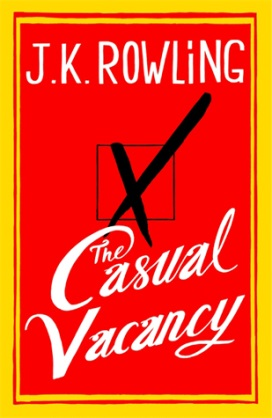 J.K. ROWLiNG
The
Casual
Vacancy